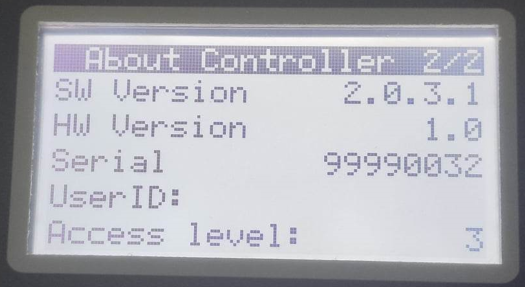 About Controller 2/2
SW Version 2.0.3.1
HW Version 1.0
Serial 99990032
UserID:
Access level: 3